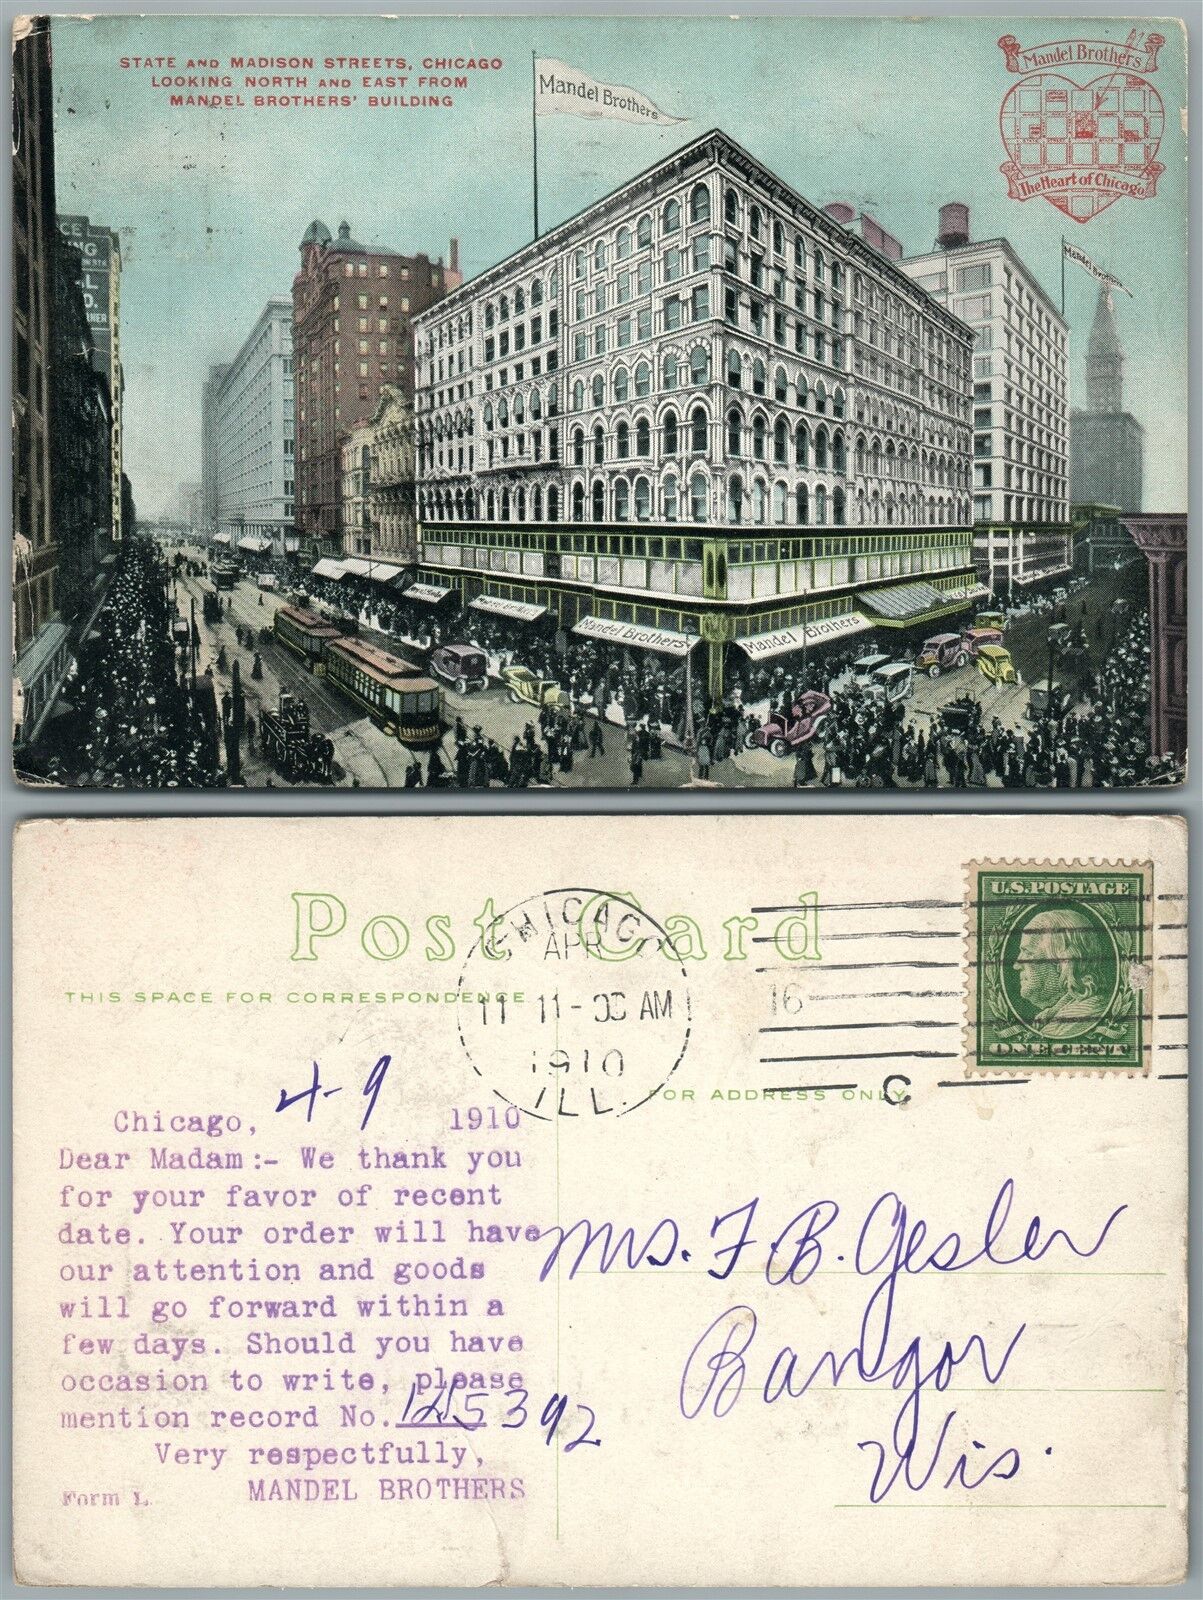 STATE AND MADISON STREETS, CHICAGO
LOOKING NORTH AND EAST FROM
MANDEL BROTHERS' BUILDING
Mandel Brothers
Mandel Brothers
The Heart of Chicago
Mandel Brothers
Mandel Brothers
Mandel Brothers
Post Card
THIS SPACE FOR CORRESPONDENCE
FOR ADDRESS ONLY
CHICAGO
APR
11 11-00 AM
1910
ILL.
16
C
U.S. POSTAGE
ONE CENT
Chicago, 4-9 1910
Dear Madam:- We thank you
for your favor of recent
date. Your order will have
our attention and goods
will go forward within a
few days. Should you have
occasion to write, please
mention record No.
Very respectfully,
Form L. MANDEL BROTHERS
Mrs. F. B. Gesler
Bangor
Wis.